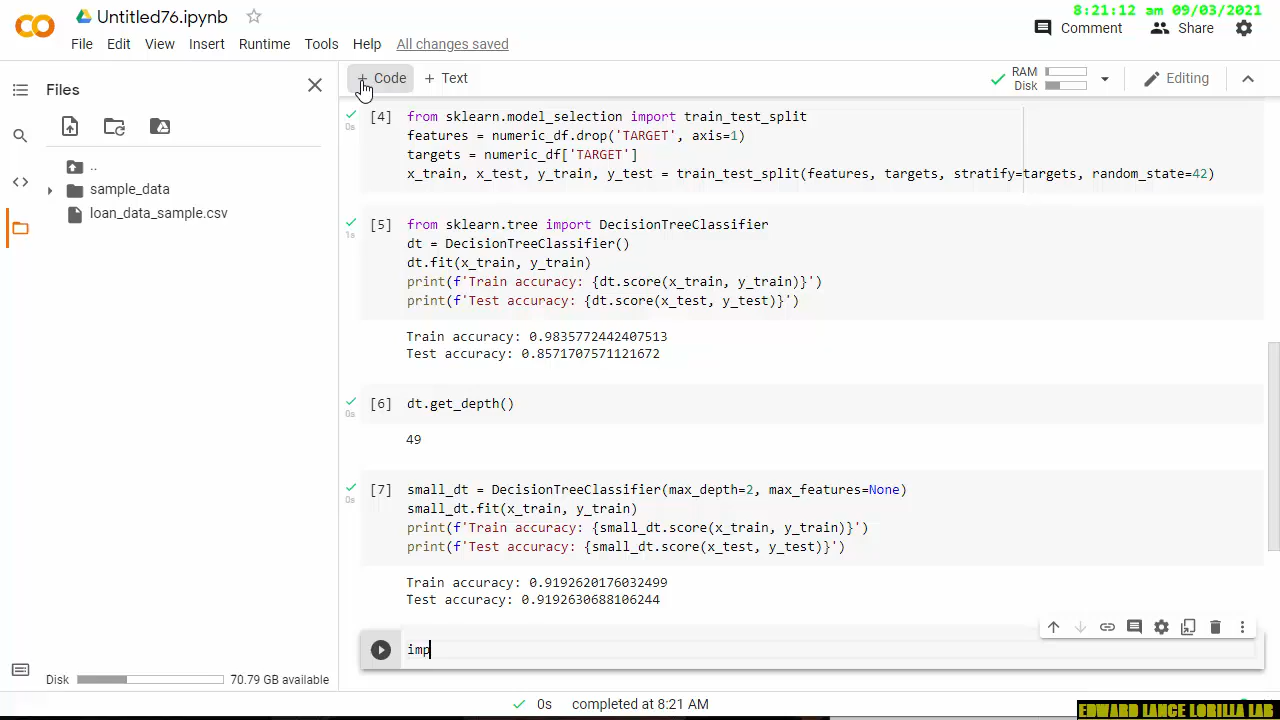 8:21:12 am 09/03/2021
CO
Untitled76.ipynb
Comment
Share
File
Edit
View
Insert
Runtime
Tools
Help
All changes saved
Files
+ Code
+ Text
RAM
Disk
Editing
..
sample_data
loan_data_sample.csv
0s
[4]
from sklearn.model_selection import train_test_split
features = numeric_df.drop('TARGET', axis=1)
targets = numeric_df['TARGET']
x_train, x_test, y_train, y_test = train_test_split(features, targets, stratify=targets, random_state=42)
1s
[5]
from sklearn.tree import DecisionTreeClassifier
dt = DecisionTreeClassifier()
dt.fit(x_train, y_train)
print(f'Train accuracy: {dt.score(x_train, y_train)}')
print(f'Test accuracy: {dt.score(x_test, y_test)}')
Train accuracy: 0.9835772442407513
Test accuracy: 0.8571707571121672
0s
[6]
dt.get_depth()
49
0s
[7]
small_dt = DecisionTreeClassifier(max_depth=2, max_features=None)
small_dt.fit(x_train, y_train)
print(f'Train accuracy: {small_dt.score(x_train, y_train)}')
print(f'Test accuracy: {small_dt.score(x_test, y_test)}')
Train accuracy: 0.9192620176032499
Test accuracy: 0.9192630688106244
imp
Disk
70.79 GB available
0s
completed at 8:21 AM
EDWARD LANCE LORILLA LAB